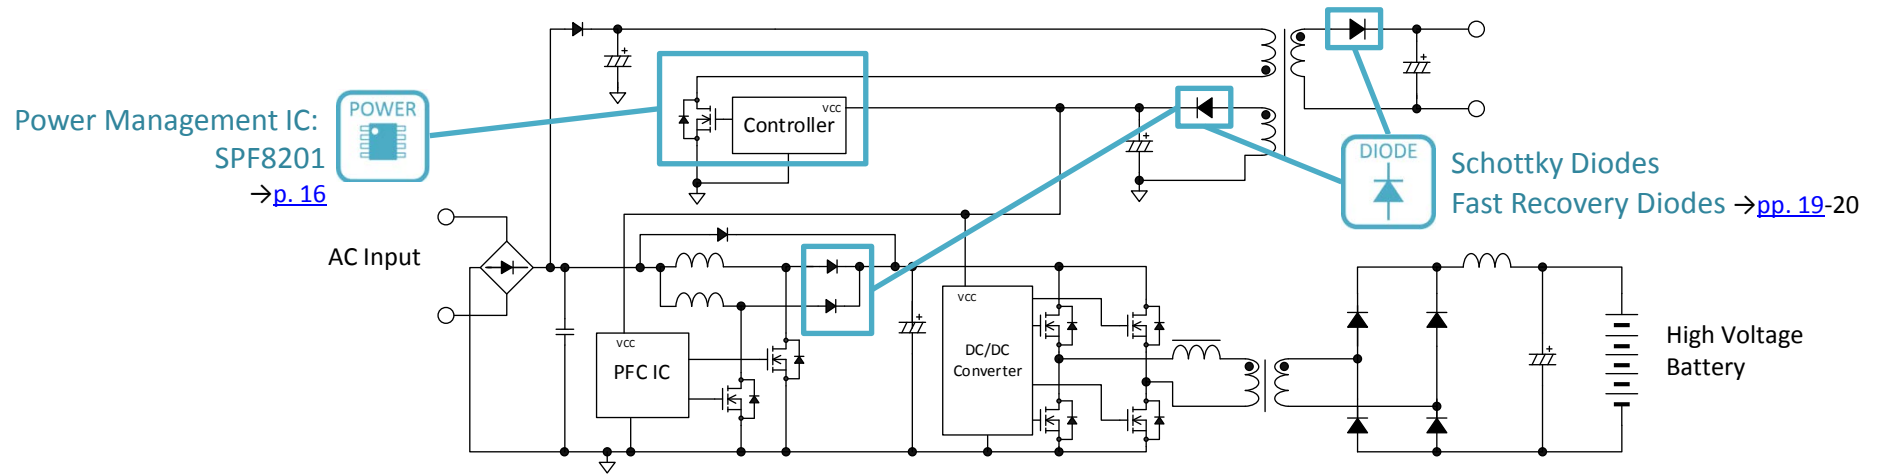 Power Management IC:
SPF8201
→p. 16
POWER
VCC
Controller
DIODE
Schottky Diodes
Fast Recovery Diodes →pp. 19-20
AC Input
VCC
PFC IC
VCC
DC/DC
Converter
High Voltage
Battery
+
+
+
+
+